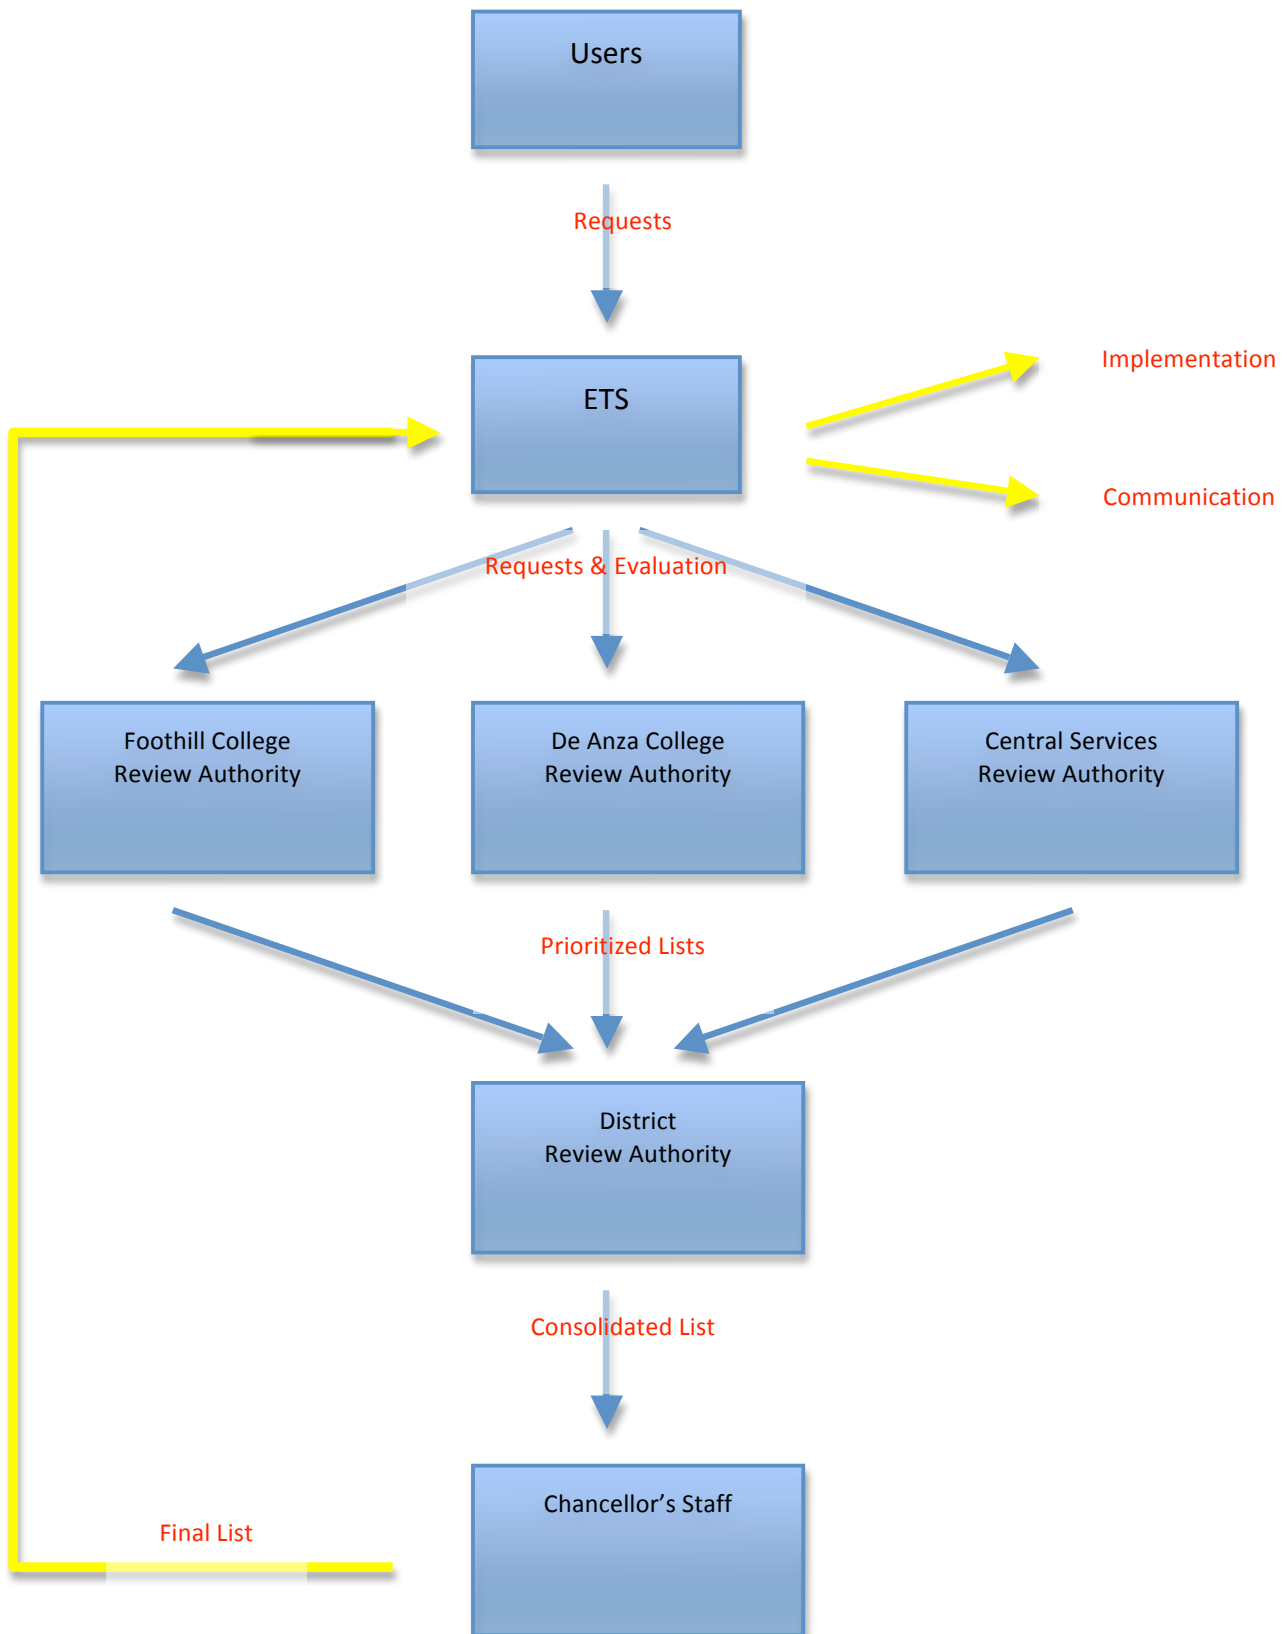 Users
Requests
Implementation
ETS
Communication
Requests & Evaluation
Foothill College
Review Authority
De Anza College
Review Authority
Central Services
Review Authority
Prioritized Lists
District
Review Authority
Consolidated List
Chancellor’s Staff
Final List